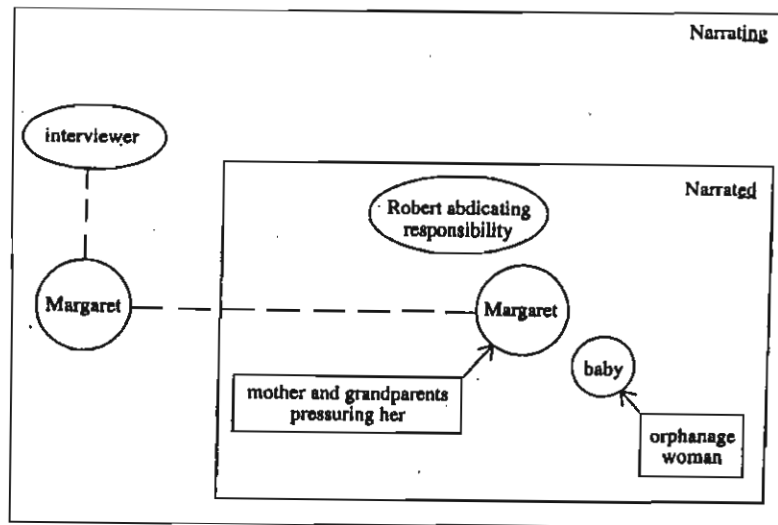 Narrating
interviewer
Narrated
Robert abdicating
responsibility
Margaret
Margaret
baby
mother and grandparents
pressuring her
orphanage
woman